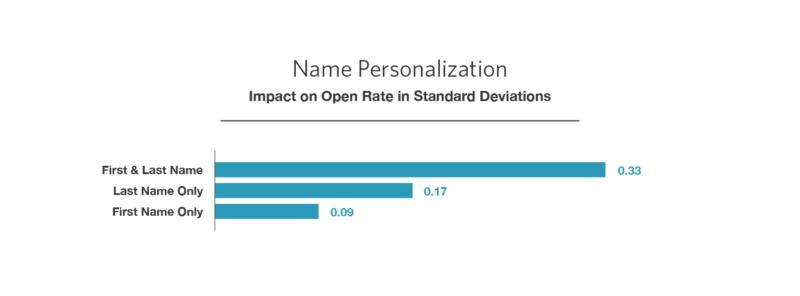 Name Personalization
Impact on Open Rate in Standard Deviations
First & Last Name 0.33
Last Name Only 0.17
First Name Only 0.09